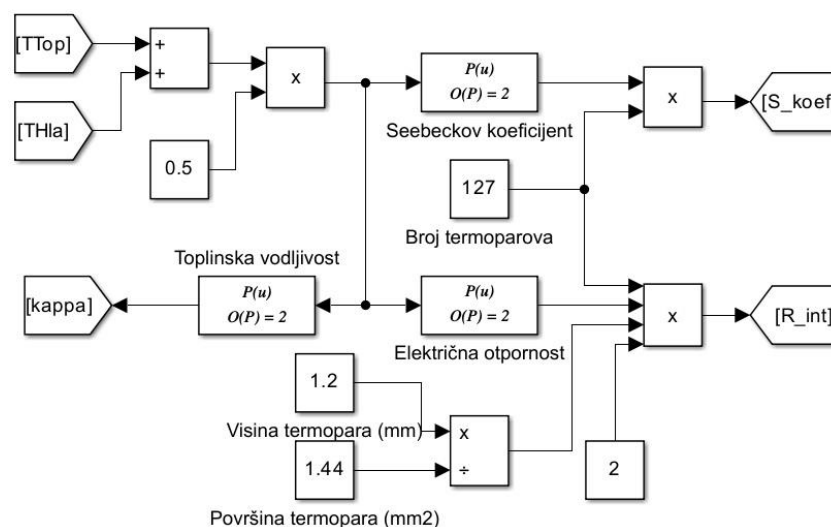 [TTop]
+
+
x
P(u)
O(P) = 2
Seebeckov koeficijent
x
[S_koef
[THla]
0.5
127
Broj termoparova
Toplinska vodljivost
[kappa]
P(u)
O(P) = 2
P(u)
O(P) = 2
Električna otpornost
x
[R_int]
1.2
Visina termopara (mm)
x
÷
2
1.44
Površina termopara (mm2)